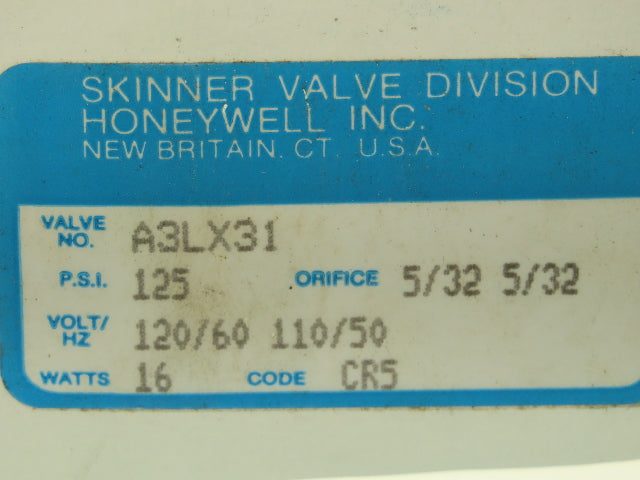 SKINNER VALVE DIVISION
HONEYWELL INC.
NEW BRITAIN, CT. U.S.A.
VALVE NO. A3LX31
P.S.I. 125 ORIFICE 5/32 5/32
VOLT/HZ 120/60 110/50
WATTS 16 CODE CR5